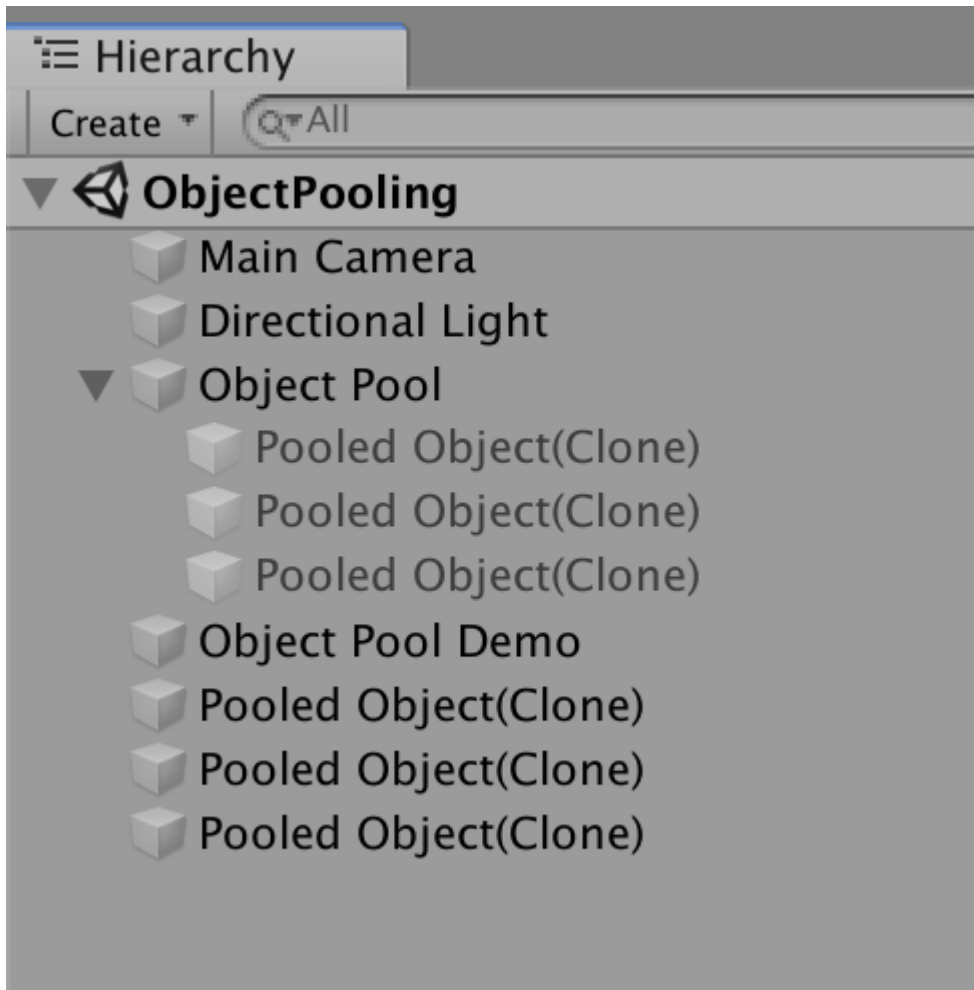 Hierarchy
Create All
ObjectPooling
Main Camera
Directional Light
Object Pool
Pooled Object(Clone)
Pooled Object(Clone)
Pooled Object(Clone)
Object Pool Demo
Pooled Object(Clone)
Pooled Object(Clone)
Pooled Object(Clone)